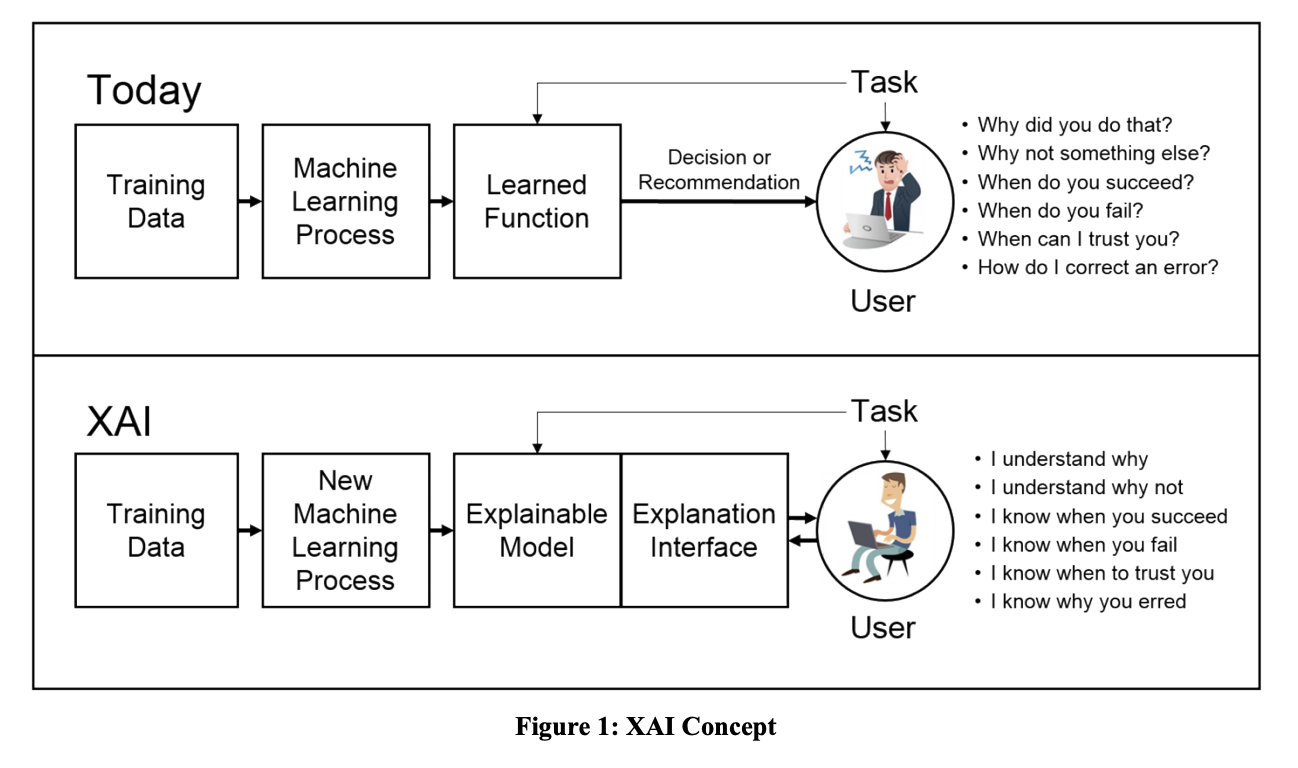 Today
Task
Training
Data
Machine
Learning
Process
Learned
Function
Decision or
Recommendation
User
• Why did you do that?
• Why not something else?
• When do you succeed?
• When do you fail?
• When can I trust you?
• How do I correct an error?
XAI
Task
Training
Data
New
Machine
Learning
Process
Explainable
Model
Explanation
Interface
User
• I understand why
• I understand why not
• I know when you succeed
• I know when you fail
• I know when to trust you
• I know why you erred
Figure 1: XAI Concept